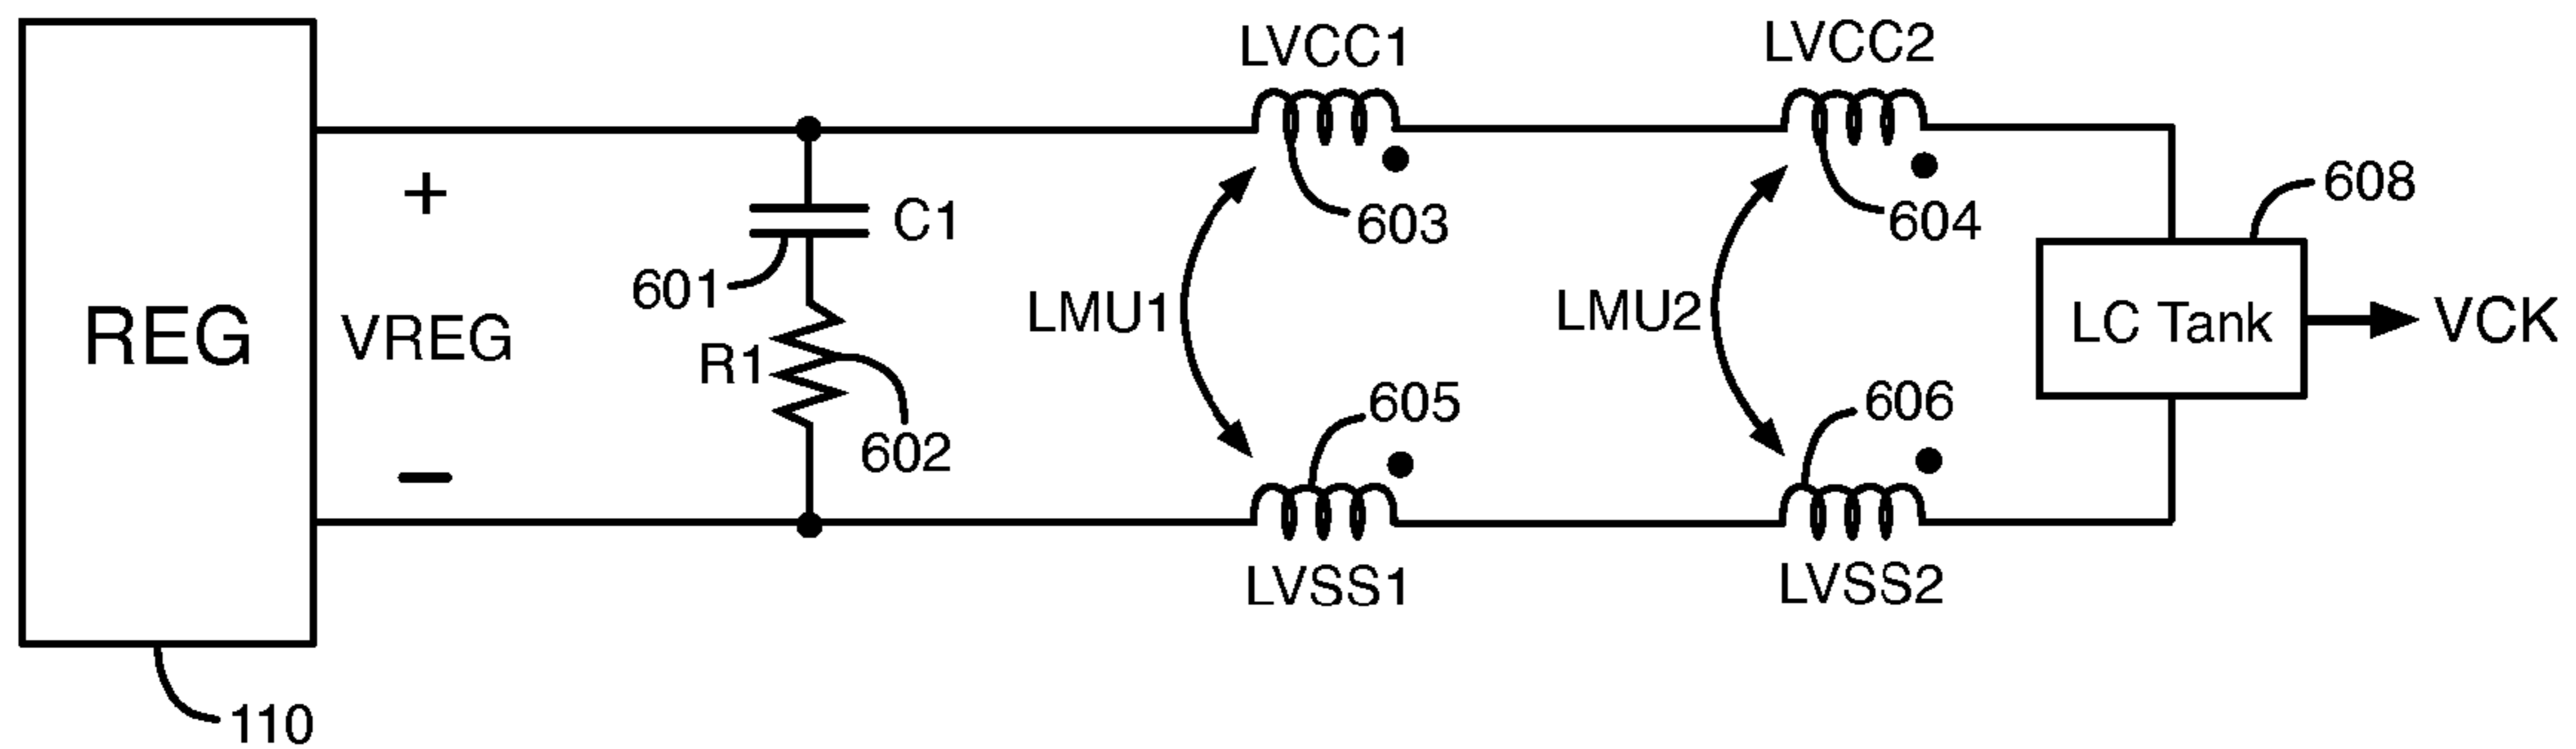 LVCC1
LVCC2
+
608
C1
603
604
601
REG
VREG
R1
LMU1
LMU2
LC Tank
VCK
602
605
606
−
LVSS1
LVSS2
110